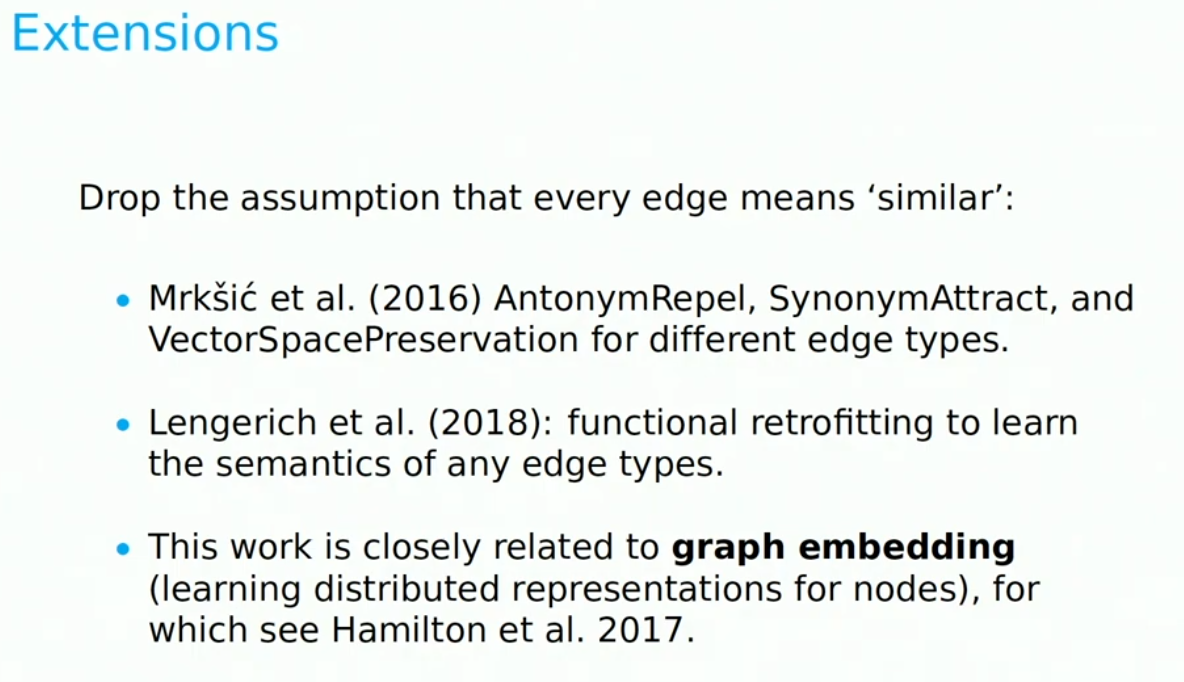 Extensions
Drop the assumption that every edge means ‘similar’:
• Mrkšić et al. (2016) AntonymRepel, SynonymAttract, and
VectorSpacePreservation for different edge types.
• Lengerich et al. (2018): functional retrofitting to learn
the semantics of any edge types.
• This work is closely related to graph embedding
(learning distributed representations for nodes), for
which see Hamilton et al. 2017.